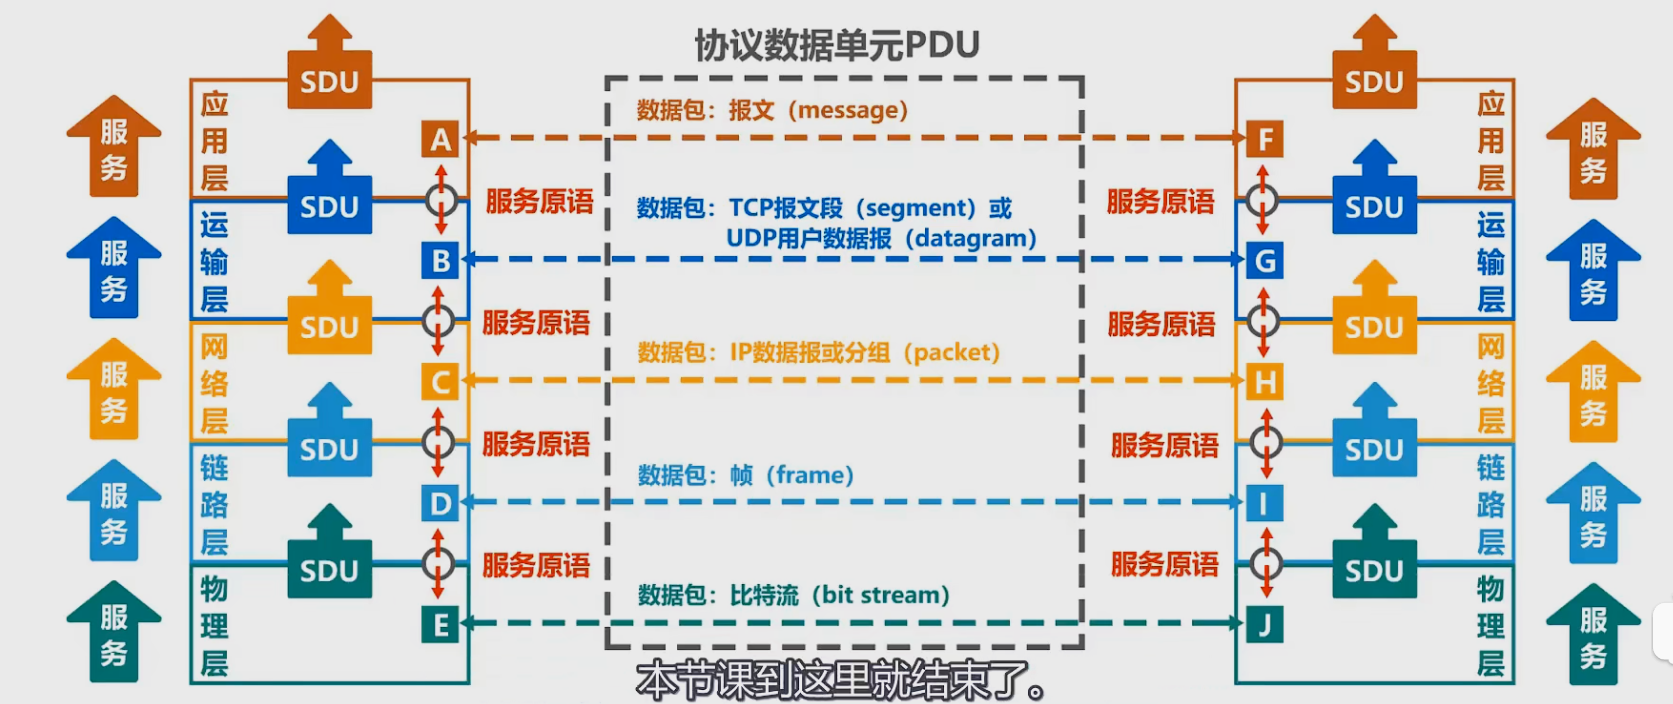 协议数据单元PDU
SDU
SDU
应用层
应用层
服务
服务
数据包：报文（message）
A
F
SDU
SDU
服务原语
服务原语
运输层
运输层
服务
服务
数据包：TCP报文段（segment）或
UDP用户数据报（datagram）
B
G
SDU
SDU
服务原语
服务原语
网络层
网络层
服务
服务
数据包：IP数据报或分组（packet）
C
H
SDU
SDU
服务原语
服务原语
链路层
链路层
服务
服务
数据包：帧（frame）
D
I
SDU
SDU
服务原语
服务原语
物理层
物理层
服务
服务
数据包：比特流（bit stream）
E
J
本节课到这里就结束了。